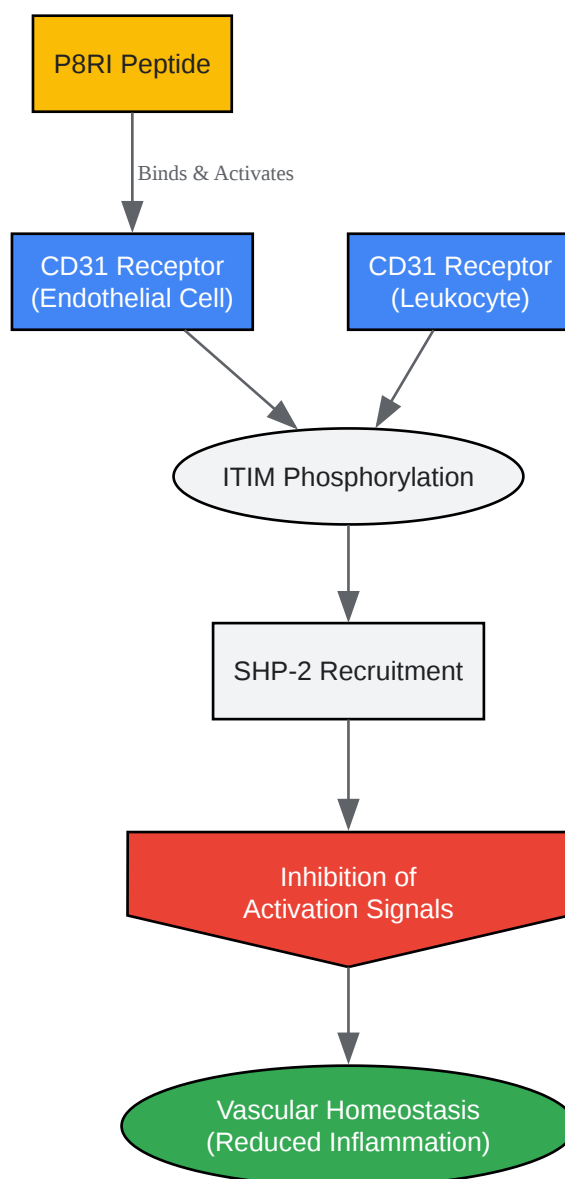 P8RI Peptide
Binds & Activates
CD31 Receptor
(Endothelial Cell)
CD31 Receptor
(Leukocyte)
ITIM Phosphorylation
SHP-2 Recruitment
Inhibition of
Activation Signals
Vascular Homeostasis
(Reduced Inflammation)